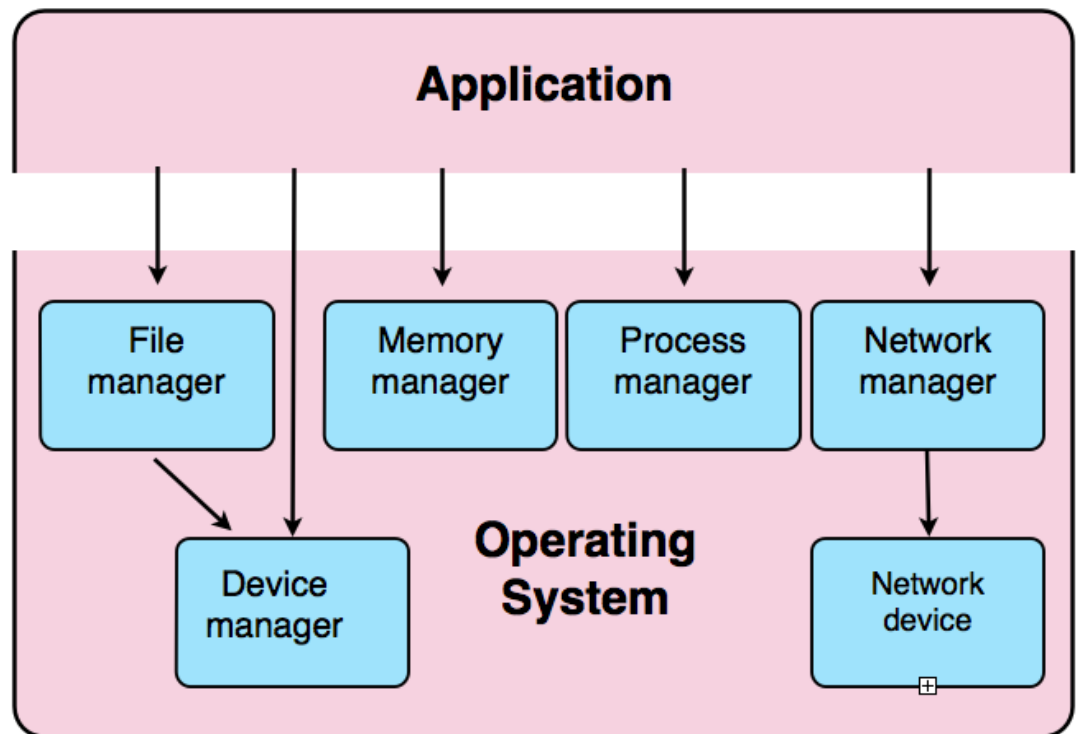 Application
File
manager
Memory
manager
Process
manager
Network
manager
Operating
System
Device
manager
Network
device